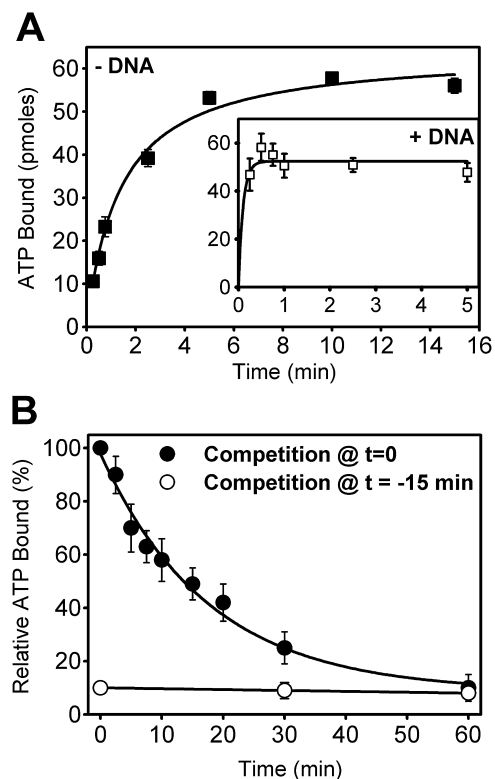 A
- DNA
60
50
40
30
20
10
0
ATP Bound (pmoles)
+ DNA
60
40
20
0
0 1 2 3 4 5
0 2 4 6 8 10 12 14 16
Time (min)
B
Competition @ t=0
Competition @ t = -15 min
100
80
60
40
20
0
Relative ATP Bound (%)
0 10 20 30 40 50 60
Time (min)